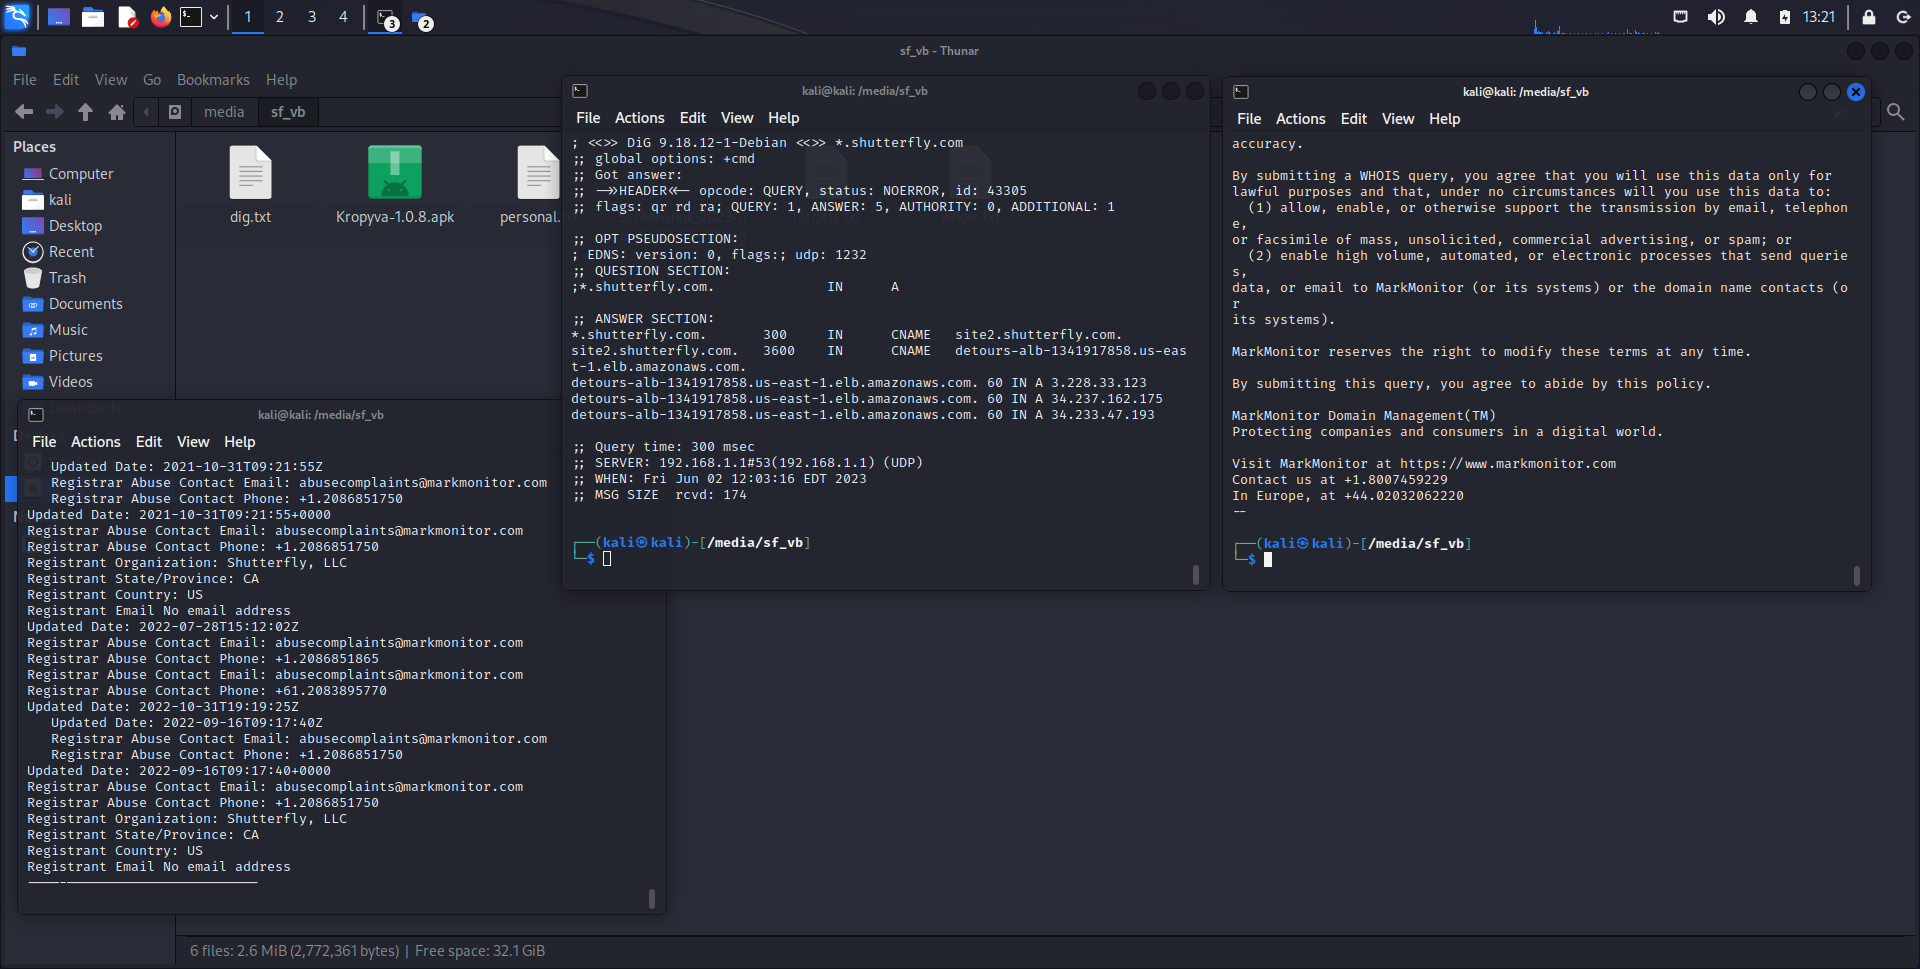 1 2 3 4 3 2 13:21
sf_vb - Thunar
File Edit View Go Bookmarks Help
media sf_vb
Places
Computer
kali
Desktop
Recent
Trash
Documents
Music
Pictures
Videos
Downloads
dig.txt
Kropyva-1.0.8.apk
personal.
6 files: 2.6 MiB (2,772,361 bytes) | Free space: 32.1 GiB
kali@kali: /media/sf_vb
File Actions Edit View Help
Updated Date: 2021-10-31T09:21:55Z
Registrar Abuse Contact Email: abusecomplaints@markmonitor.com
Registrar Abuse Contact Phone: +1.2086851750
Updated Date: 2021-10-31T09:21:55+0000
Registrar Abuse Contact Email: abusecomplaints@markmonitor.com
Registrar Abuse Contact Phone: +1.2086851750
Registrant Organization: Shutterfly, LLC
Registrant State/Province: CA
Registrant Country: US
Registrant Email No email address
Updated Date: 2022-07-28T15:12:02Z
Registrar Abuse Contact Email: abusecomplaints@markmonitor.com
Registrar Abuse Contact Phone: +1.2086851865
Registrar Abuse Contact Email: abusecomplaints@markmonitor.com
Registrar Abuse Contact Phone: +61.2083895770
Updated Date: 2022-10-31T19:19:25Z
Updated Date: 2022-09-16T09:17:40Z
Registrar Abuse Contact Email: abusecomplaints@markmonitor.com
Registrar Abuse Contact Phone: +1.2086851750
Updated Date: 2022-09-16T09:17:40+0000
Registrar Abuse Contact Email: abusecomplaints@markmonitor.com
Registrar Abuse Contact Phone: +1.2086851750
Registrant Organization: Shutterfly, LLC
Registrant State/Province: CA
Registrant Country: US
Registrant Email No email address
-----------------------------
kali@kali: /media/sf_vb
File Actions Edit View Help
; <<>> DiG 9.18.12-1-Debian <<>> *.shutterfly.com
;; global options: +cmd
;; Got answer:
;; ->>HEADER<<- opcode: QUERY, status: NOERROR, id: 43305
;; flags: qr rd ra; QUERY: 1, ANSWER: 5, AUTHORITY: 0, ADDITIONAL: 1
;; OPT PSEUDOSECTION:
; EDNS: version: 0, flags:; udp: 1232
;; QUESTION SECTION:
;*.shutterfly.com. IN A
;; ANSWER SECTION:
*.shutterfly.com. 300 IN CNAME site2.shutterfly.com.
site2.shutterfly.com. 3600 IN CNAME detours-alb-1341917858.us-eas
t-1.elb.amazonaws.com.
detours-alb-1341917858.us-east-1.elb.amazonaws.com. 60 IN A 3.228.33.123
detours-alb-1341917858.us-east-1.elb.amazonaws.com. 60 IN A 34.237.162.175
detours-alb-1341917858.us-east-1.elb.amazonaws.com. 60 IN A 34.233.47.193
;; Query time: 300 msec
;; SERVER: 192.168.1.1#53(192.168.1.1) (UDP)
;; WHEN: Fri Jun 02 12:03:16 EDT 2023
;; MSG SIZE rcvd: 174
┌──(kali㉿kali)-[/media/sf_vb]
└─$
kali@kali: /media/sf_vb
File Actions Edit View Help
accuracy.
By submitting a WHOIS query, you agree that you will use this data only for
lawful purposes and that, under no circumstances will you use this data to:
(1) allow, enable, or otherwise support the transmission by email, telephon
e,
or facsimile of mass, unsolicited, commercial advertising, or spam; or
(2) enable high volume, automated, or electronic processes that send querie
s,
data, or email to MarkMonitor (or its systems) or the domain name contacts (o
r
its systems).
MarkMonitor reserves the right to modify these terms at any time.
By submitting this query, you agree to abide by this policy.
MarkMonitor Domain Management(TM)
Protecting companies and consumers in a digital world.
Visit MarkMonitor at https://www.markmonitor.com
Contact us at +1.8007459229
In Europe, at +44.02032062220
--
┌──(kali㉿kali)-[/media/sf_vb]
└─$